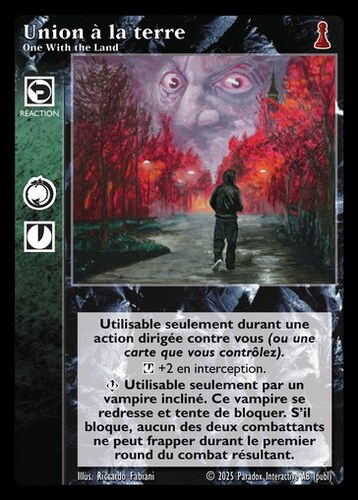 Union à la terre
One With the Land
REACTION
Utilisable seulement durant une
action dirigée contre vous (ou une
carte que vous contrôlez).
+2 en interception.
Utilisable seulement par un
vampire incliné. Ce vampire se
redresse et tente de bloquer. S'il
bloque, aucun des deux combattants
ne peut frapper durant le premier
round du combat résultant.
Illus. Riccardo Fabiani © 2025 Paradox Interactive AB (publ)